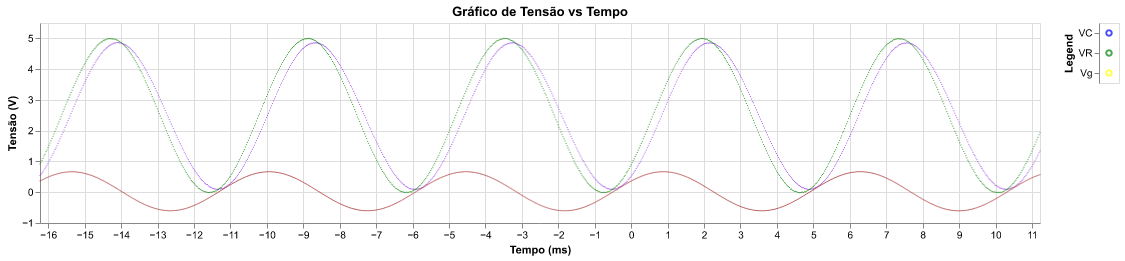 Gráfico de Tensão vs Tempo
Tensão (V)
5
4
3
2
1
0
−1
−16 −15 −14 −13 −12 −11 −10 −9 −8 −7 −6 −5 −4 −3 −2 −1 0 1 2 3 4 5 6 7 8 9 10 11
Tempo (ms)
Legend
VC
VR
Vg